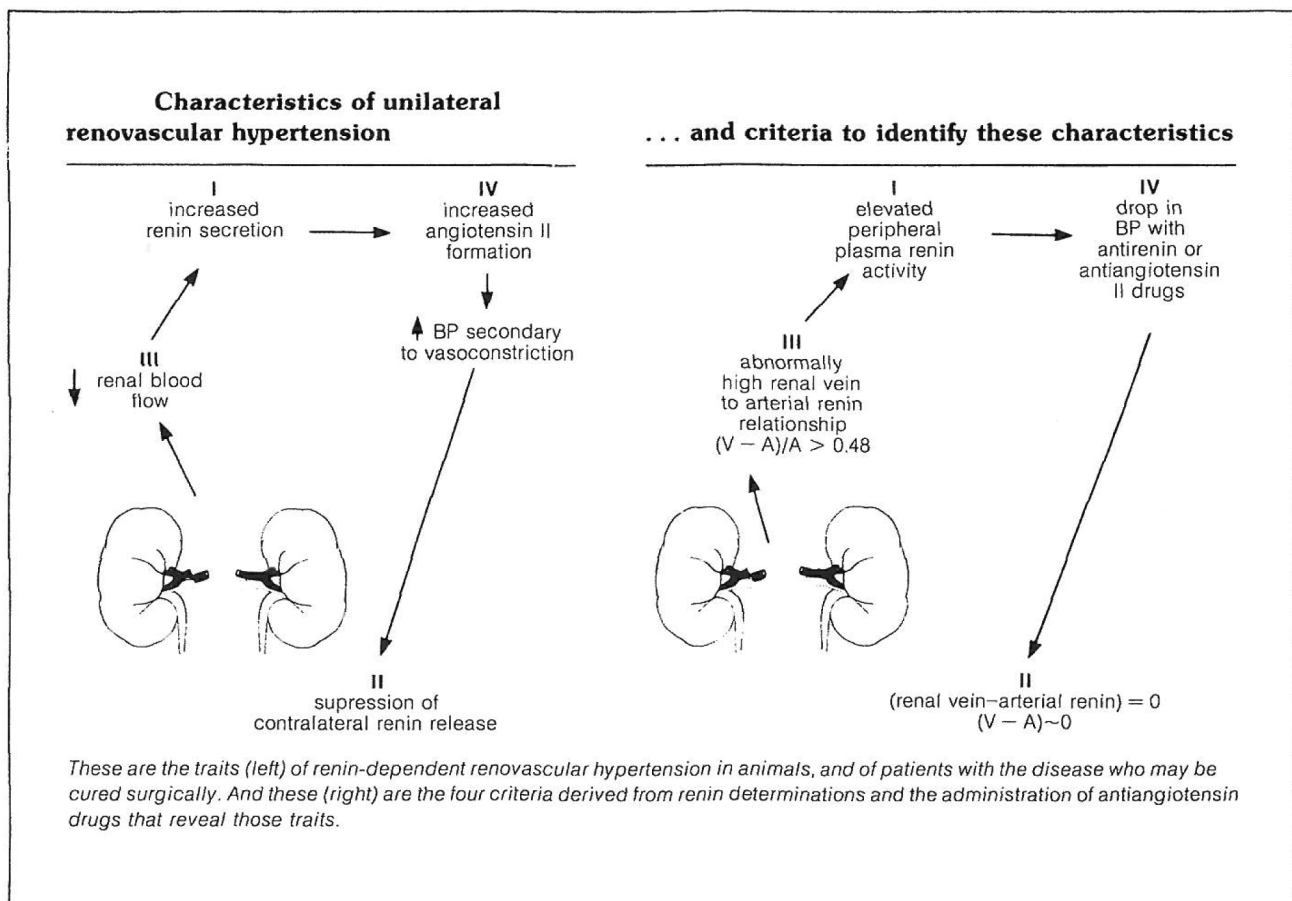 Characteristics of unilateral
renovascular hypertension
I
increased
renin secretion
IV
increased
angiotensin II
formation
BP secondary
to vasoconstriction
III
renal blood
flow
II
supression of
contralateral renin release
. . . and criteria to identify these characteristics
I
elevated
peripheral
plasma renin
activity
IV
drop in
BP with
antirenin or
antiangiotensin
II drugs
III
abnormally
high renal vein
to arterial renin
relationship
(V − A)/A > 0.48
II
(renal vein–arterial renin) = 0
(V − A)~0
These are the traits (left) of renin-dependent renovascular hypertension in animals, and of patients with the disease who may be
cured surgically. And these (right) are the four criteria derived from renin determinations and the administration of antiangiotensin
drugs that reveal those traits.